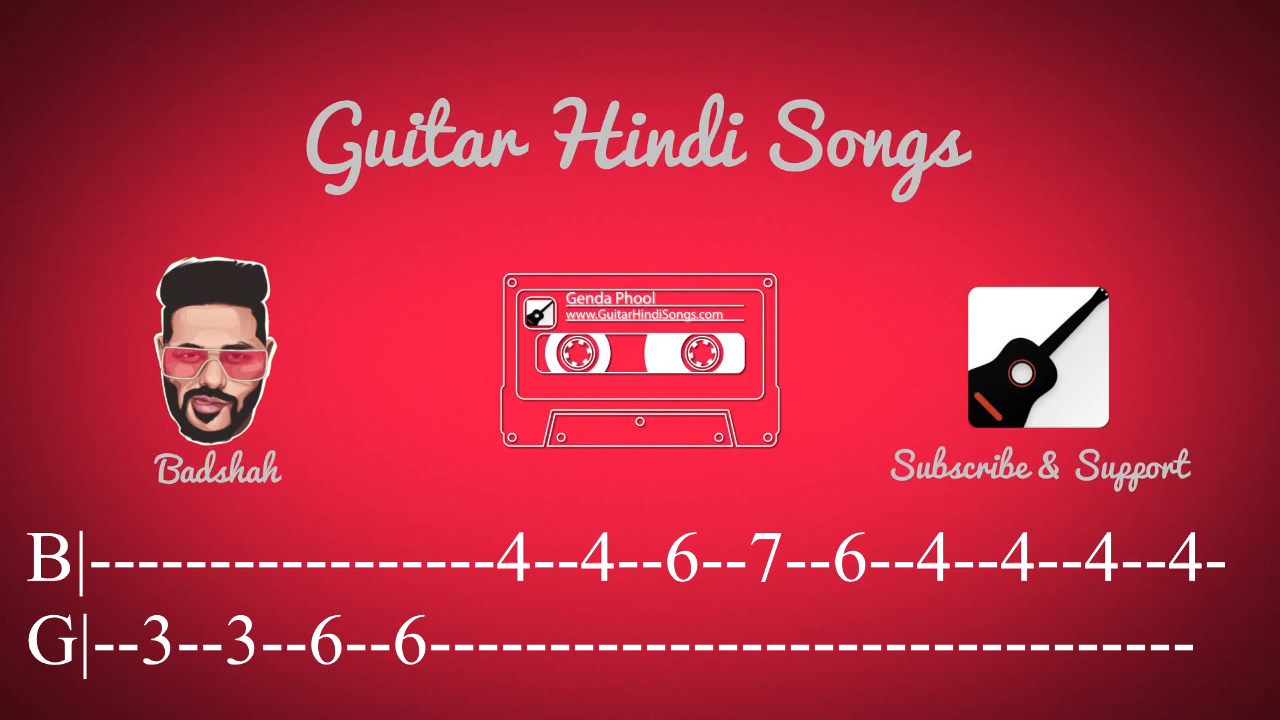 Guitar Hindi Songs
Genda Phool
www.GuitarHindiSongs.com
Badshah
Subscribe & Support
B|-----------------4--4--6--7--6--4--4--4--4-
G|--3--3--6--6--------------------------------